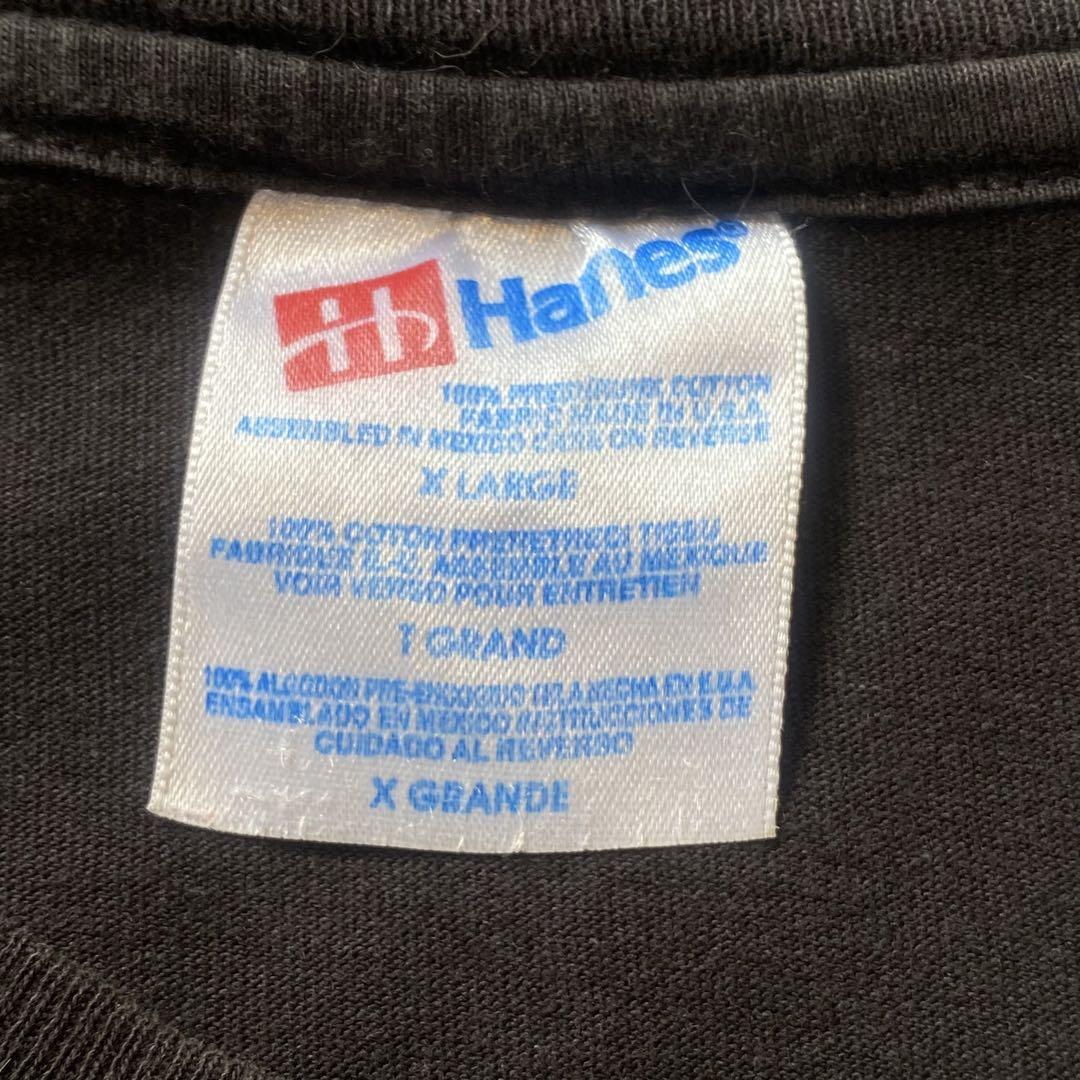 Hanes®
100% PRESHRUNK COTTON
FABRIC MADE IN U.S.A.
ASSEMBLED IN MEXICO CARE ON REVERSE
X LARGE
100% COTON PRERETRECI TISSU
FABRIQUE ASSEMBLE AU MEXIQUE
VOIR VERSO POUR ENTRETIEN
T GRAND
100% ALGODON PRE-ENCOGIDO TELA HECHA EN E.U.A.
ENSAMBLADO EN MEXICO INSTRUCCIONES DE
CUIDADO AL REVERSO
X GRANDE